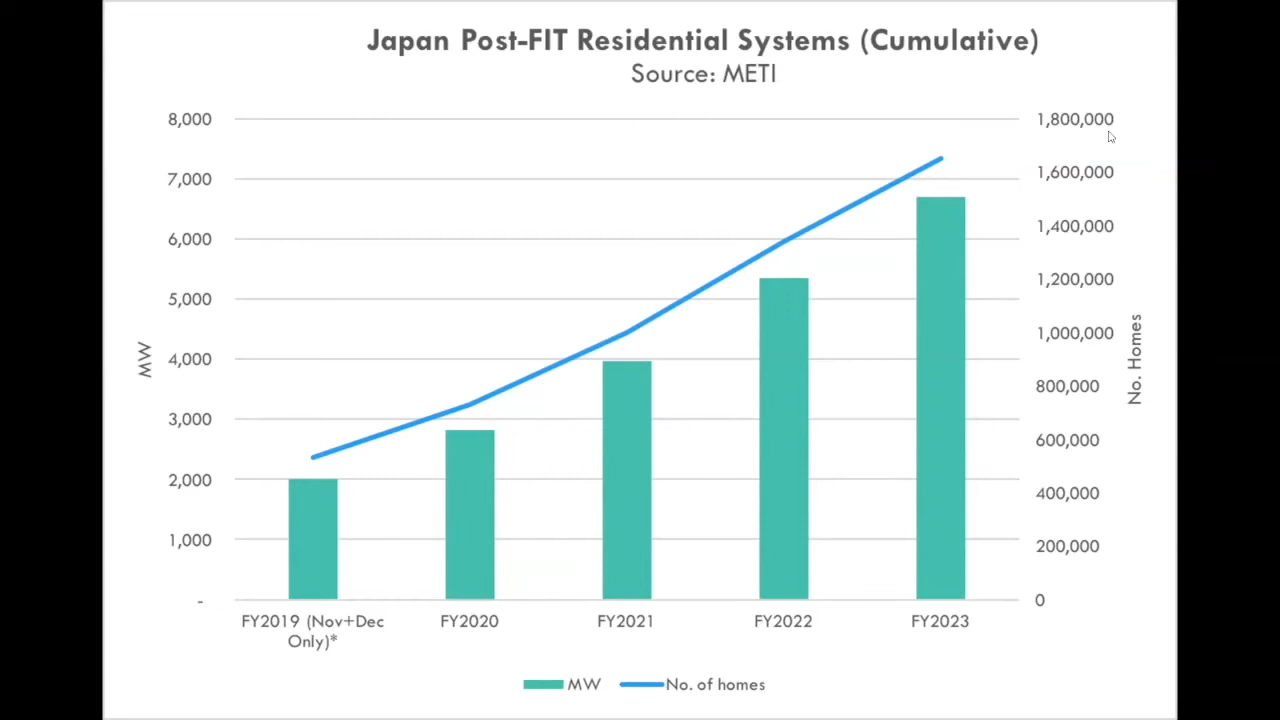 Japan Post-FIT Residential Systems (Cumulative)
Source: METI
8,000
7,000
6,000
5,000
4,000
3,000
2,000
1,000
-
MW
1,800,000
1,600,000
1,400,000
1,200,000
1,000,000
800,000
600,000
400,000
200,000
0
No. Homes
FY2019 (Nov+Dec
Only)*
FY2020
FY2021
FY2022
FY2023
MW
No. of homes